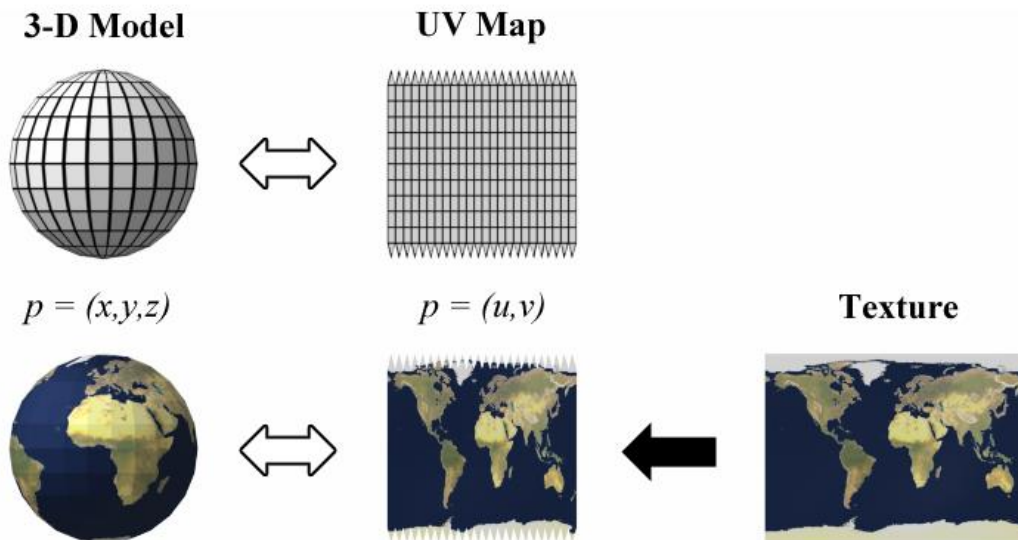 3-D Model
UV Map
p = (x,y,z)
p = (u,v)
Texture